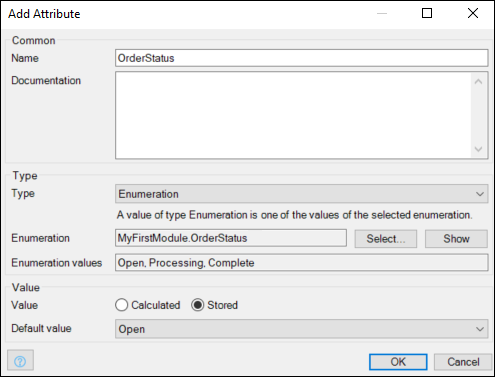 Add Attribute
Common
Name OrderStatus
Documentation
Type
Type Enumeration
A value of type Enumeration is one of the values of the selected enumeration.
Enumeration MyFirstModule.OrderStatus Select... Show
Enumeration values Open, Processing, Complete
Value
Value Calculated Stored
Default value Open
? OK Cancel